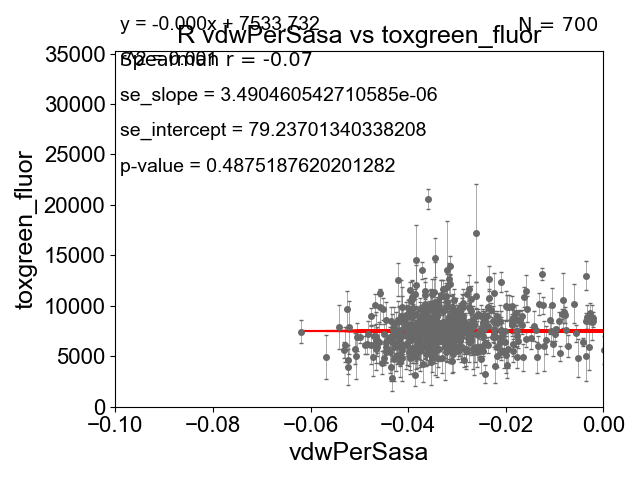 y = -0.000x + 7533.732
N = 700
R vdwPerSasa vs toxgreen_fluor
Spearman r = -0.07
se_slope = 3.490460542710585e-06
se_intercept = 79.23701340338208
p-value = 0.4875187620201282
toxgreen_fluor
35000
30000
25000
20000
15000
10000
5000
0
−0.10
−0.08
−0.06
−0.04
−0.02
0.00
vdwPerSasa